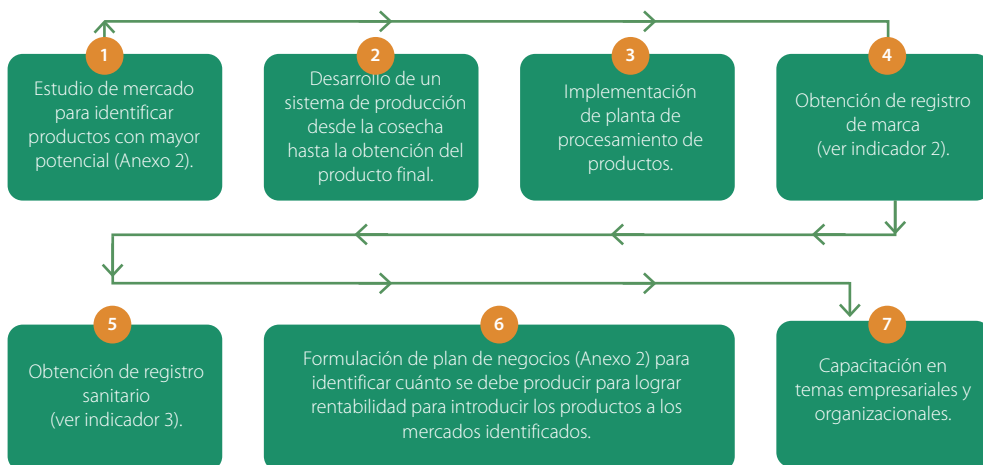 1
Estudio de mercado
para identificar
productos con mayor
potencial (Anexo 2).
2
Desarrollo de un
sistema de producción
desde la cosecha
hasta la obtención del
producto final.
3
Implementación
de planta de
procesamiento de
productos.
4
Obtención de registro
de marca
(ver indicador 2).
5
Obtención de registro
sanitario
(ver indicador 3).
6
Formulación de plan de negocios (Anexo 2) para
identificar cuánto se debe producir para lograr
rentabilidad para introducir los productos a los
mercados identificados.
7
Capacitación en
temas empresariales y
organizacionales.